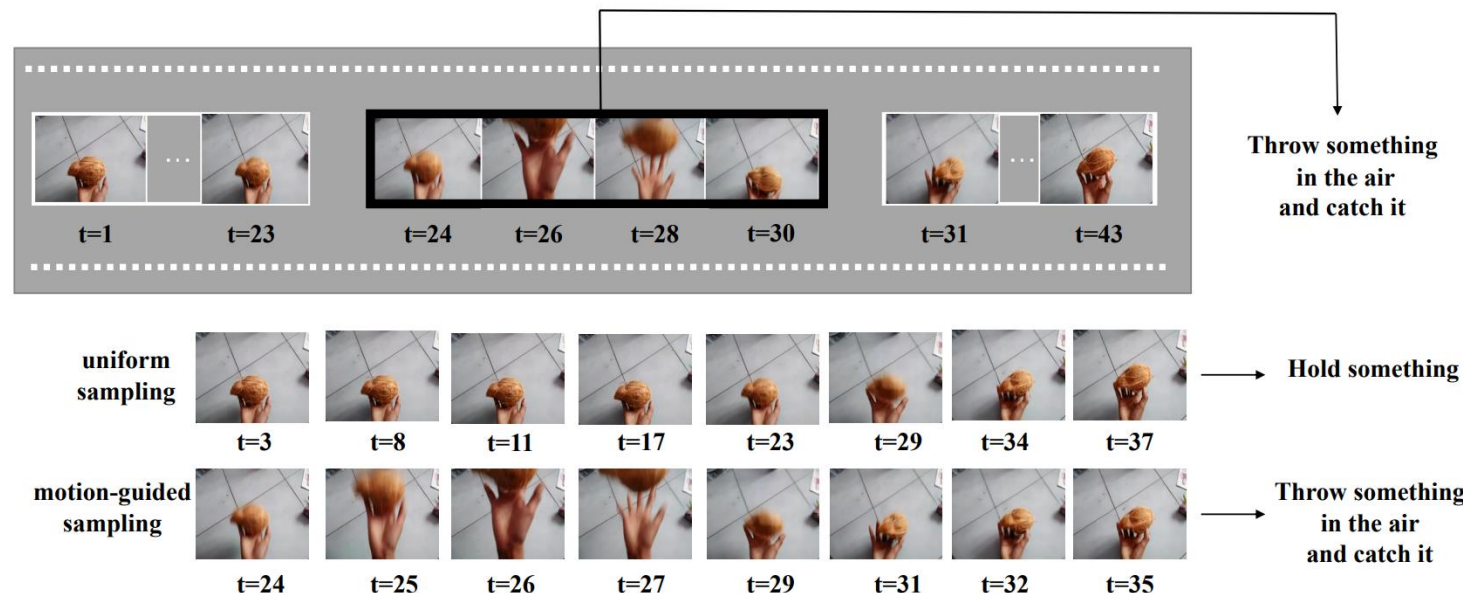 Throw something
in the air
and catch it
... ...
t=1 t=23 t=24 t=26 t=28 t=30 t=31 t=43
uniform
sampling
Hold something
t=3 t=8 t=11 t=17 t=23 t=29 t=34 t=37
motion-guided
sampling
Throw something
in the air
and catch it
t=24 t=25 t=26 t=27 t=29 t=31 t=32 t=35